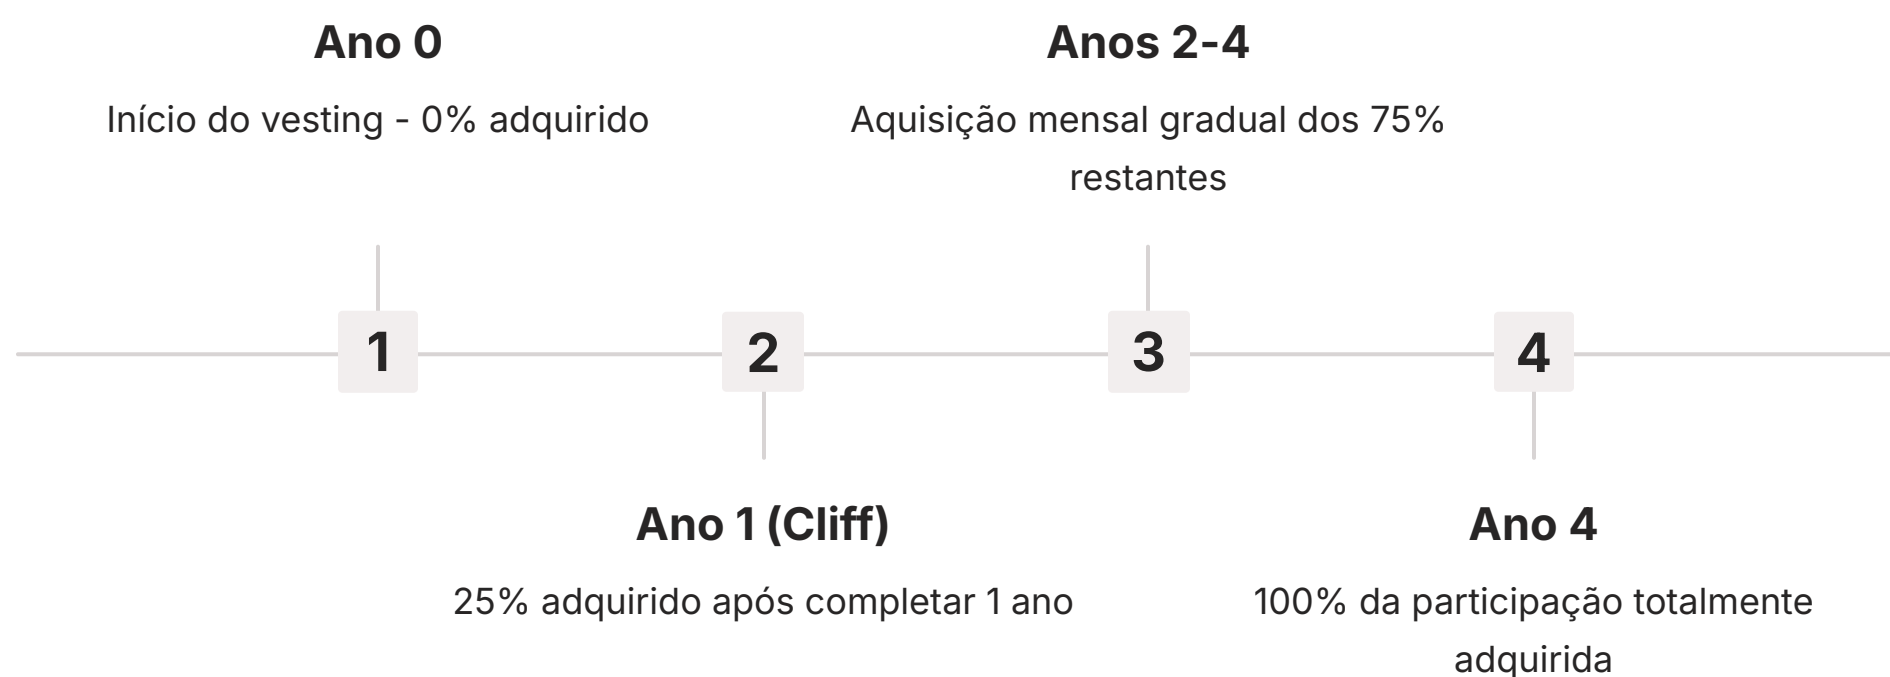 Ano 0
Início do vesting - 0% adquirido
Anos 2-4
Aquisição mensal gradual dos 75%
restantes
1
2
3
4
Ano 1 (Cliff)
25% adquirido após completar 1 ano
Ano 4
100% da participação totalmente
adquirida